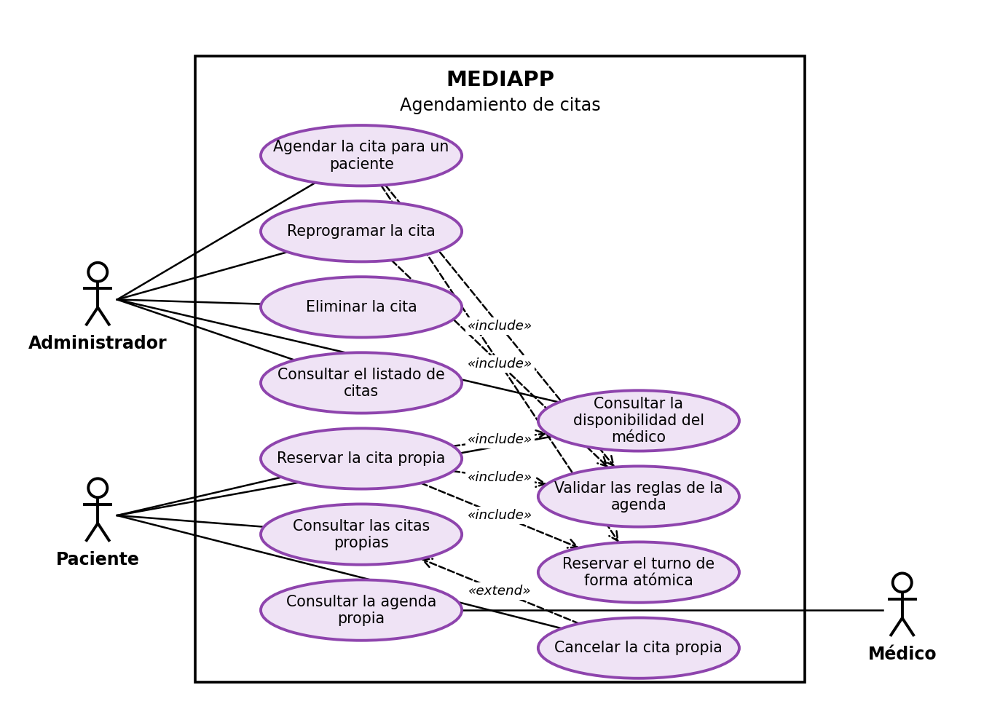 MEDIAPP
Agendamiento de citas
Agendar la cita para un
paciente
Reprogramar la cita
Eliminar la cita
«include»
Administrador
«include»
Consultar el listado de
citas
Consultar la
disponibilidad del
médico
«include»
Reservar la cita propia
«include»
Validar las reglas de la
agenda
«include»
Consultar las citas
propias
Paciente
Reservar el turno de
forma atómica
«extend»
Consultar la agenda
propia
Cancelar la cita propia
Médico